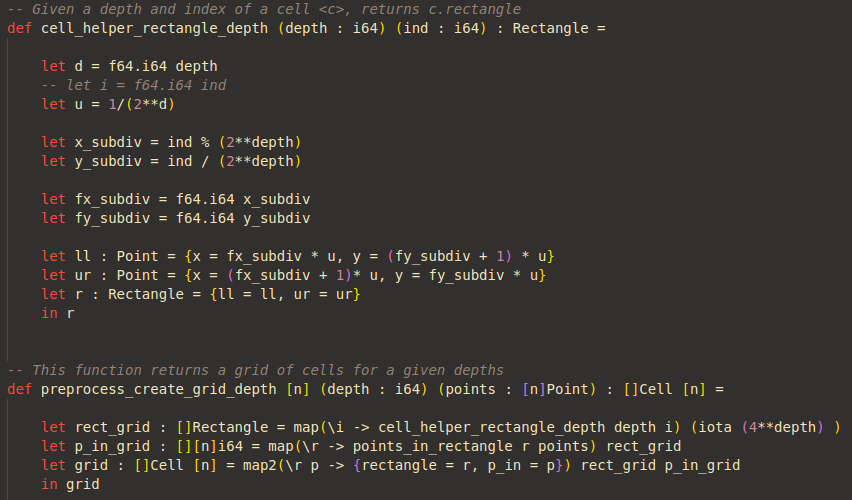 -- Given a depth and index of a cell <c>, returns c.rectangle
def cell_helper_rectangle_depth (depth : i64) (ind : i64) : Rectangle =
let d = f64.i64 depth
-- let i = f64.i64 ind
let u = 1/(2**d)
let x_subdiv = ind % (2**depth)
let y_subdiv = ind / (2**depth)
let fx_subdiv = f64.i64 x_subdiv
let fy_subdiv = f64.i64 y_subdiv
let ll : Point = {x = fx_subdiv * u, y = (fy_subdiv + 1) * u}
let ur : Point = {x = (fx_subdiv + 1)* u, y = fy_subdiv * u}
let r : Rectangle = {ll = ll, ur = ur}
in r
-- This function returns a grid of cells for a given depths
def preprocess_create_grid_depth [n] (depth : i64) (points : [n]Point) : []Cell [n] =
let rect_grid : []Rectangle = map(\i -> cell_helper_rectangle_depth depth i) (iota (4**depth) )
let p_in_grid : [][n]i64 = map(\r -> points_in_rectangle r points) rect_grid
let grid : []Cell [n] = map2(\r p -> {rectangle = r, p_in = p}) rect_grid p_in_grid
in grid